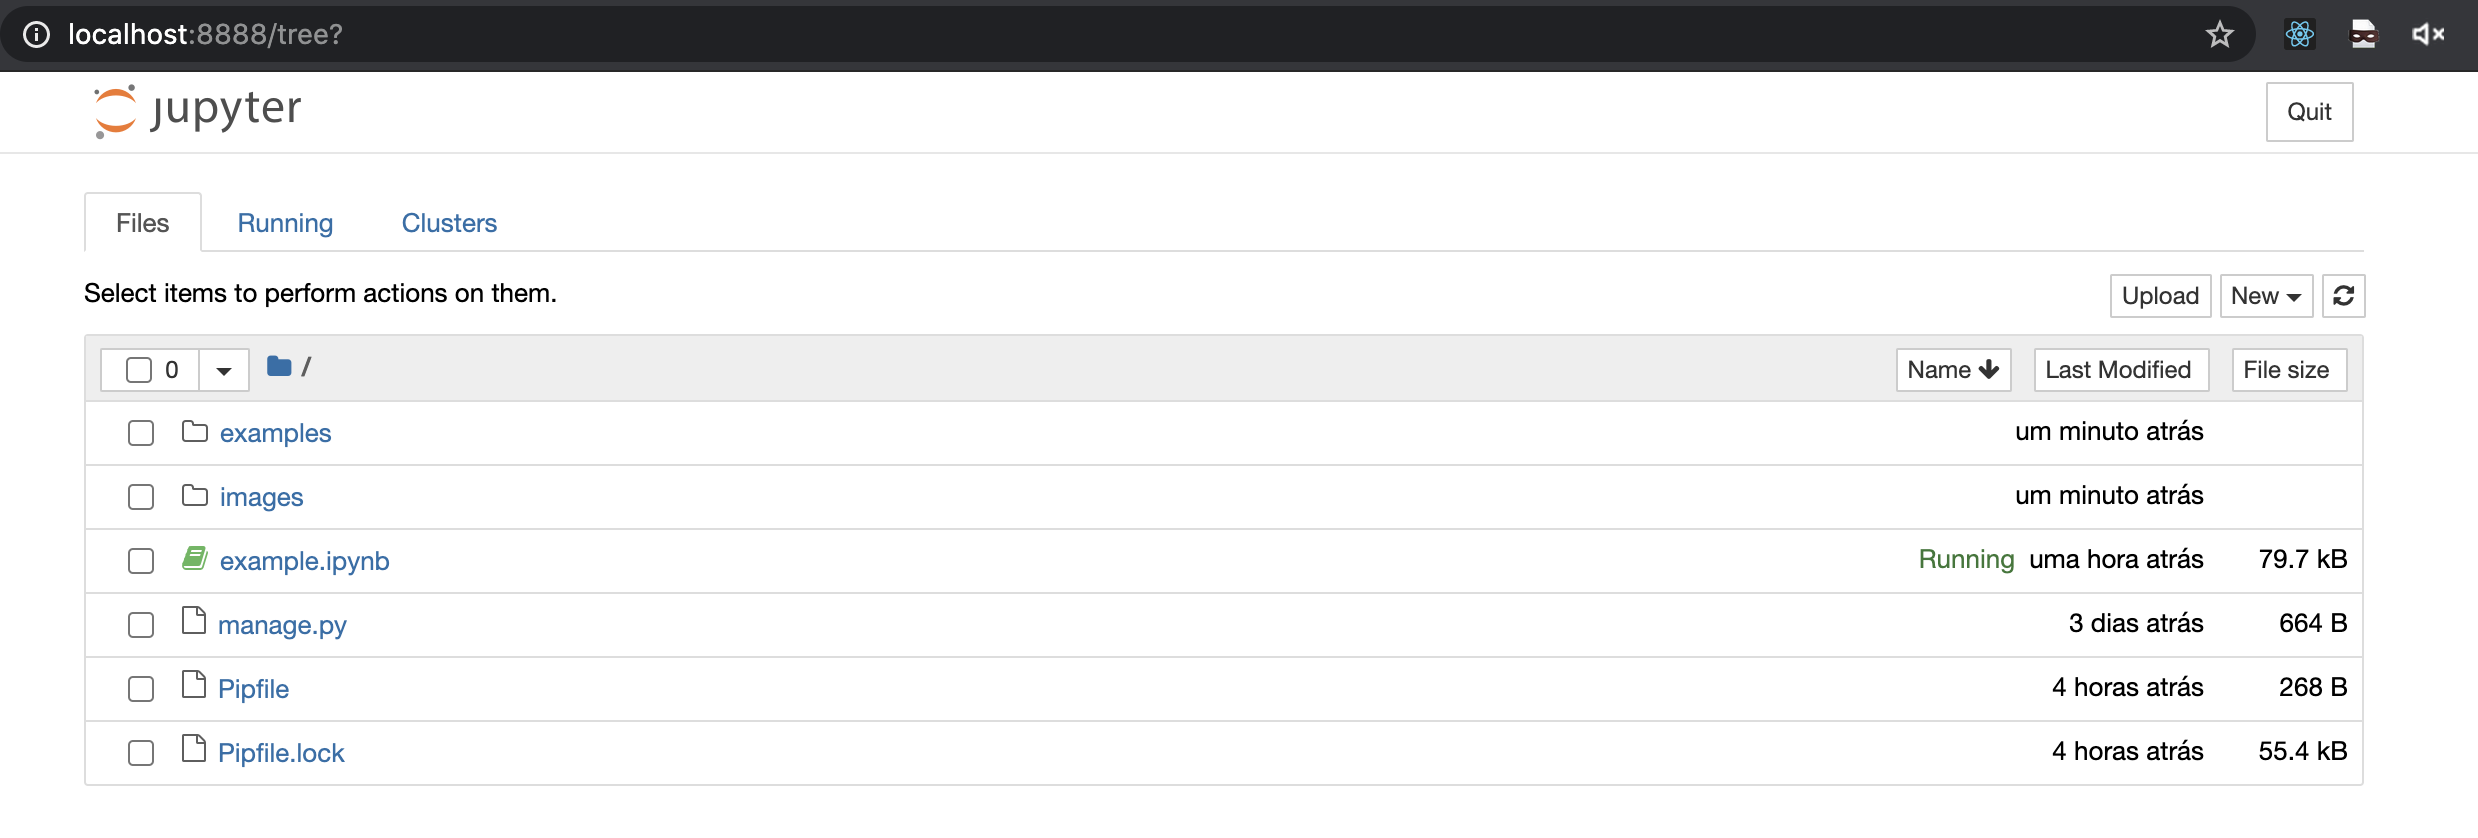 localhost:8888/tree?
jupyter
Quit
Files Running Clusters
Select items to perform actions on them.
Upload New
0 / Name Last Modified File size
examples um minuto atrás
images um minuto atrás
example.ipynb Running uma hora atrás 79.7 kB
manage.py 3 dias atrás 664 B
Pipfile 4 horas atrás 268 B
Pipfile.lock 4 horas atrás 55.4 kB